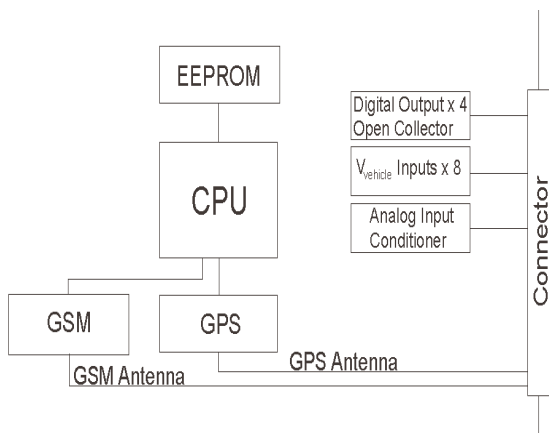 EEPROM
Digital Output x 4
Open Collector
V vehicle Inputs x 8
CPU
Analog Input
Conditioner
Connector
GSM
GPS
GPS Antenna
GSM Antenna